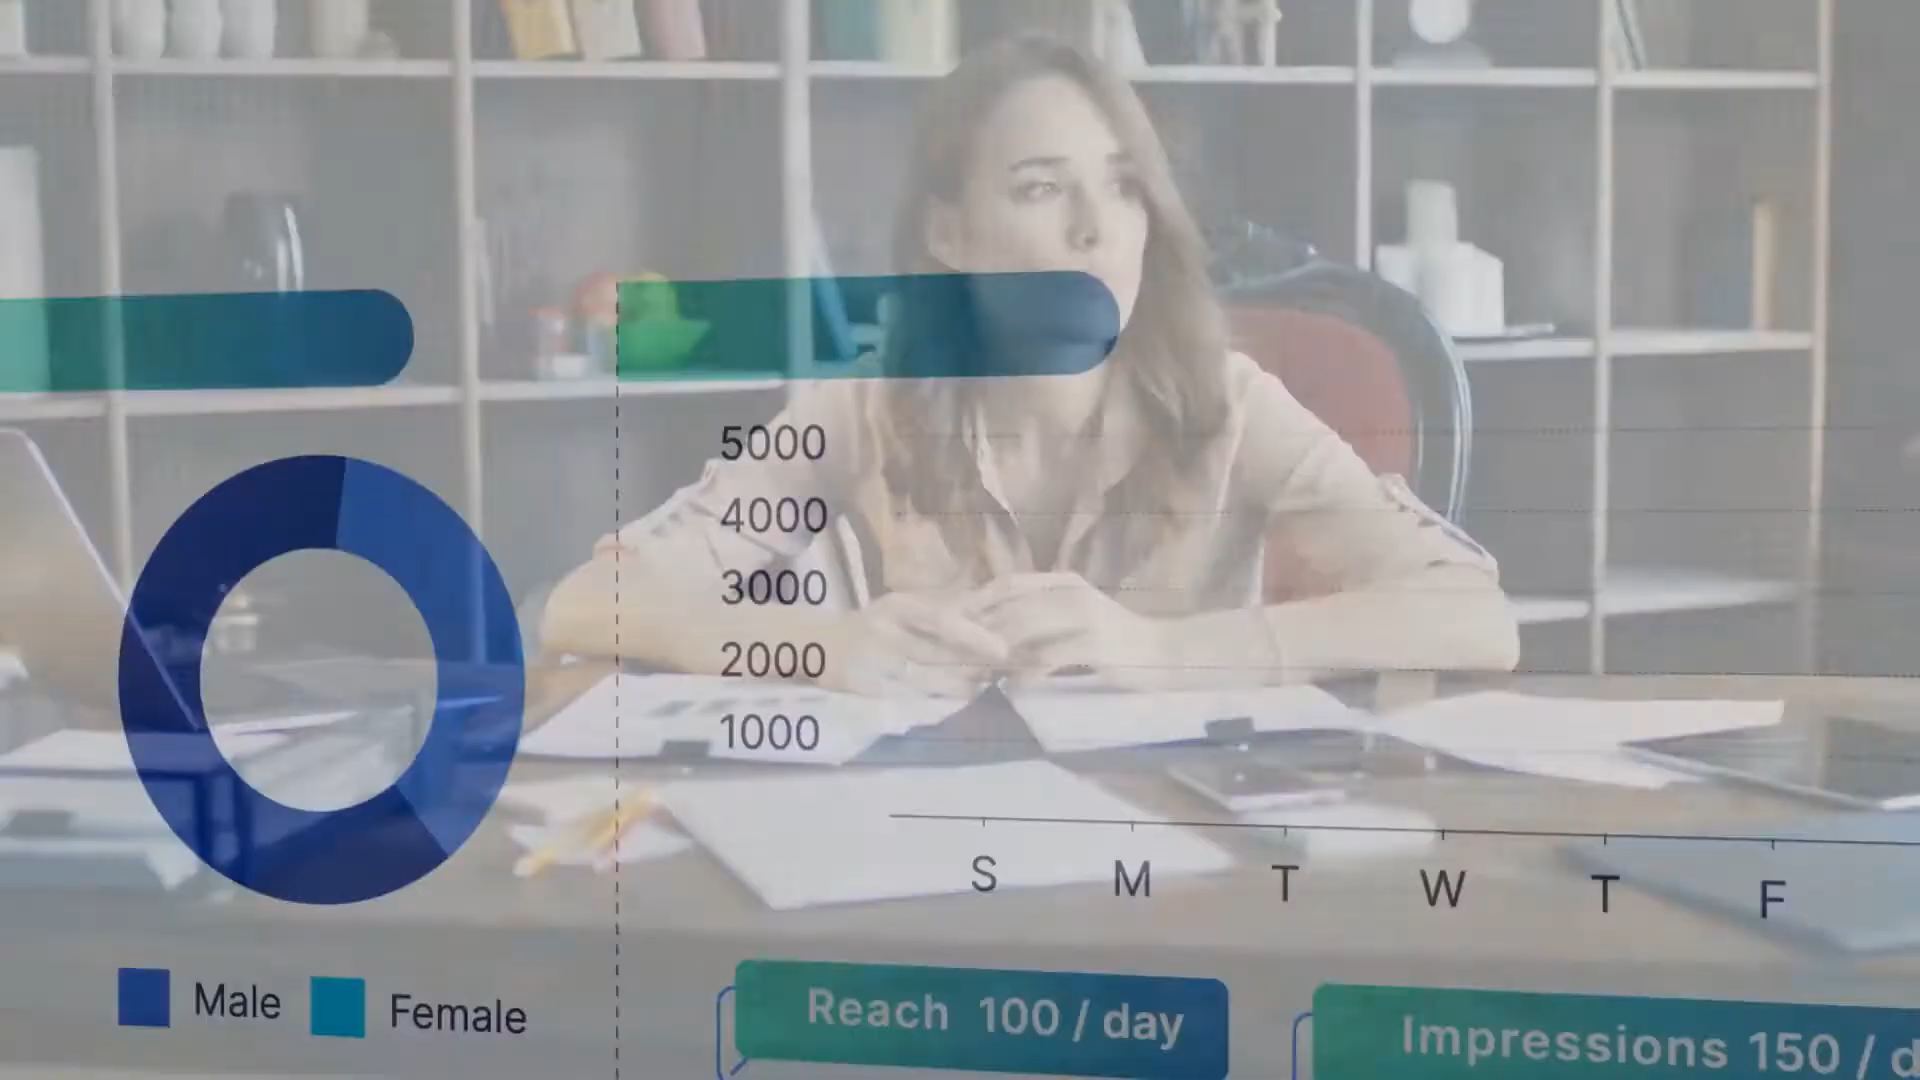 5000
4000
3000
2000
1000
S M T W T F
Male Female
Reach 100 / day
Impressions 150 / d